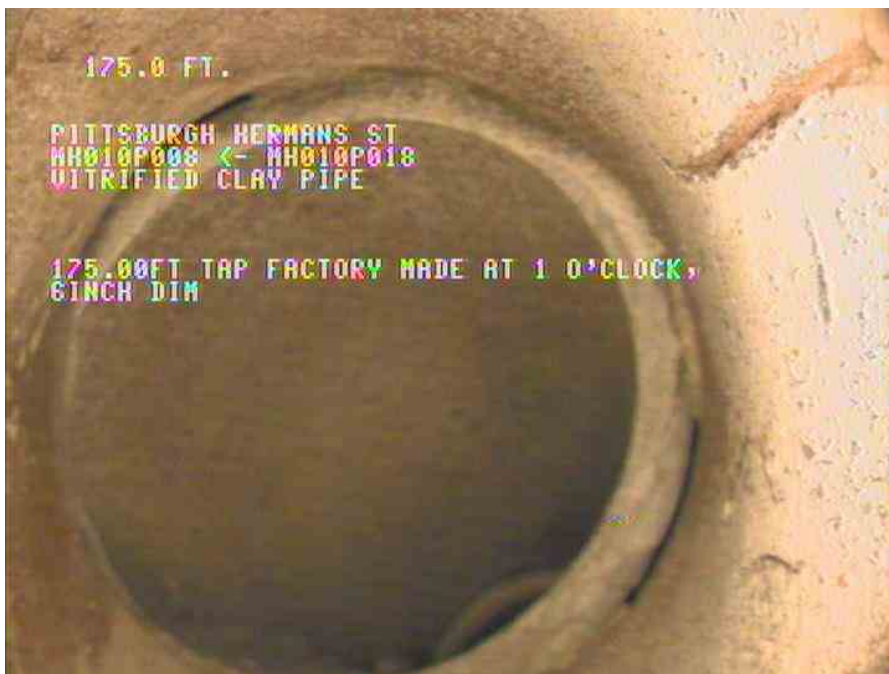 175.0 FT.
PITTSBURGH HERMANS ST
MH010P008 <- MH010P018
VITRIFIED CLAY PIPE
175.00FT TAP FACTORY MADE AT 1 O'CLOCK,
6INCH DIM